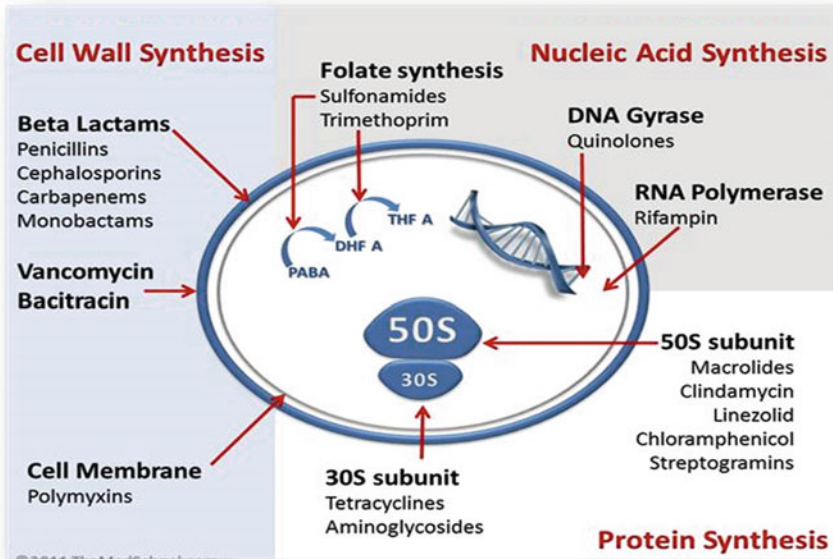 Cell Wall Synthesis
Nucleic Acid Synthesis
Folate synthesis
Sulfonamides
Trimethoprim
Beta Lactams
Penicillins
Cephalosporins
Carbapenems
Monobactams
DNA Gyrase
Quinolones
RNA Polymerase
Rifampin
THF A
DHF A
PABA
Vancomycin
Bacitracin
50S
30S
50S subunit
Macrolides
Clindamycin
Linezolid
Chloramphenicol
Streptogramins
Cell Membrane
Polymyxins
30S subunit
Tetracyclines
Aminoglycosides
Protein Synthesis